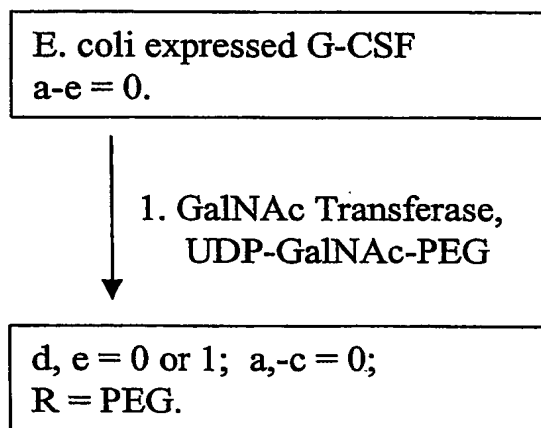 E. coli expressed G-CSF
a-e = 0.
1. GalNAc Transferase,
UDP-GalNAc-PEG
d, e = 0 or 1; a,-c = 0;
R = PEG.